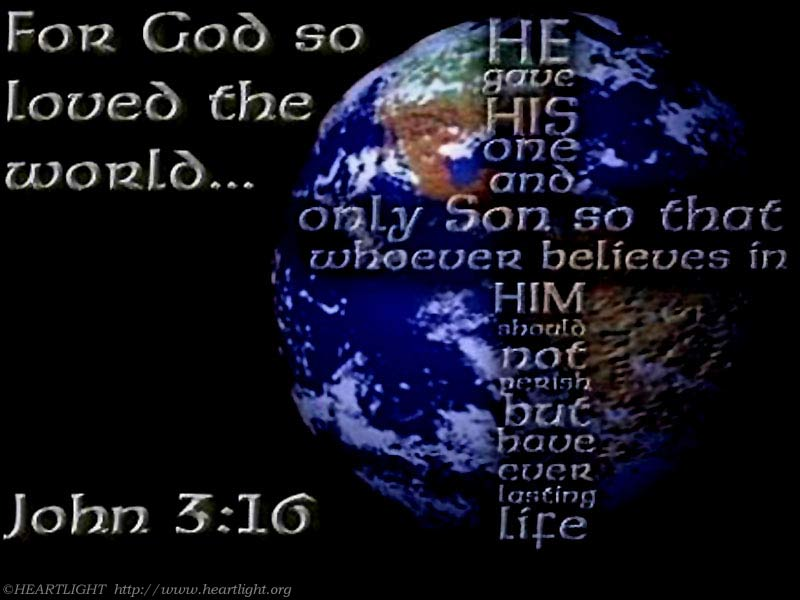 For God so
loved the
world...
HE
gave
HIS
one
and
only Son so that
whoever believes in
HIM
should
not
perish
but
have
ever
lasting
life
John 3:16
©HEARTLIGHT http://www.heartlight.org